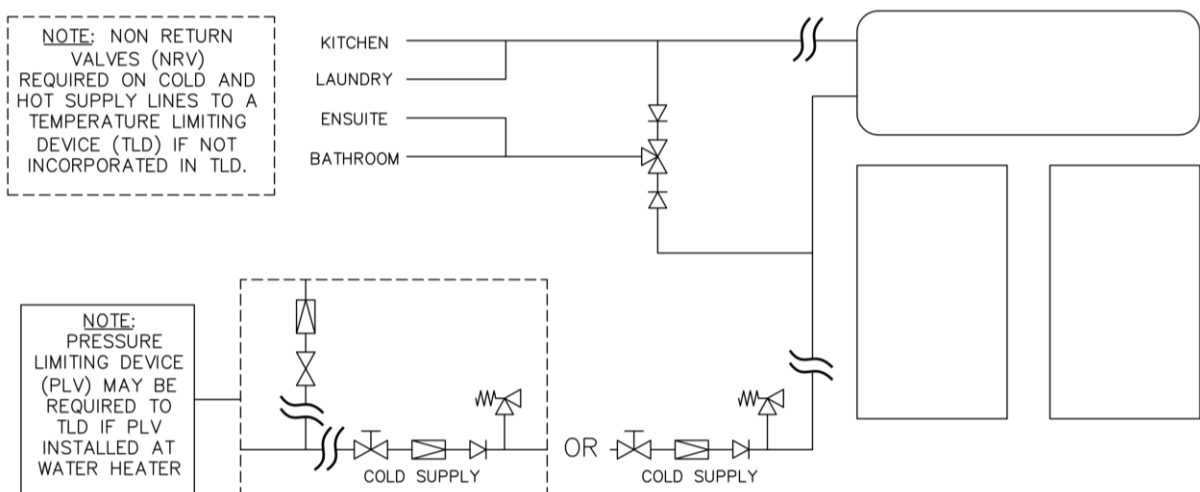 NOTE: NON RETURN
VALVES (NRV)
REQUIRED ON COLD AND
HOT SUPPLY LINES TO A
TEMPERATURE LIMITING
DEVICE (TLD) IF NOT
INCORPORATED IN TLD.
KITCHEN
LAUNDRY
ENSUITE
BATHROOM
NOTE:
PRESSURE
LIMITING DEVICE
(PLV) MAY BE
REQUIRED TO
TLD IF PLV
INSTALLED AT
WATER HEATER
COLD SUPPLY
OR
COLD SUPPLY